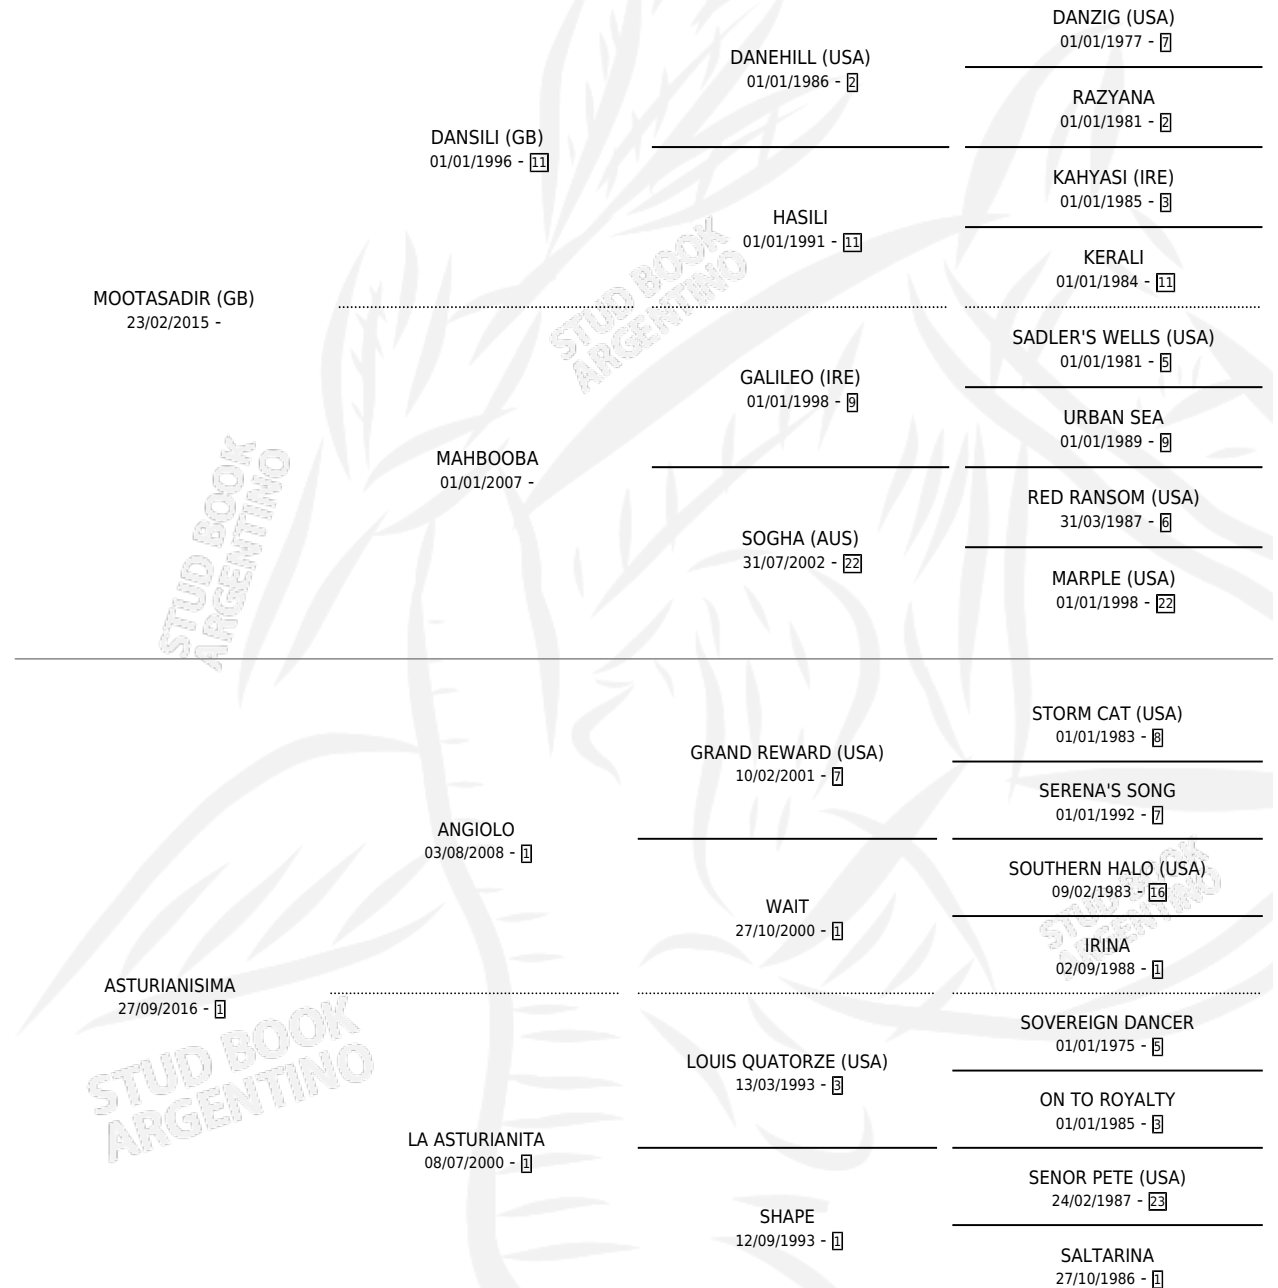 DANZIG (USA)
01/01/1977 - 7
DANEHILL (USA)
01/01/1986 - 2
RAZYANA
01/01/1981 - 2
DANSILI (GB)
01/01/1996 - 11
KAHYASI (IRE)
01/01/1985 - 3
HASILI
01/01/1991 - 11
KERALI
01/01/1984 - 11
MOOTASADIR (GB)
23/02/2015 -
SADLER'S WELLS (USA)
01/01/1981 - 5
GALILEO (IRE)
01/01/1998 - 9
URBAN SEA
01/01/1989 - 9
MAHBOOBA
01/01/2007 -
RED RANSOM (USA)
31/03/1987 - 6
SOGHA (AUS)
31/07/2002 - 22
MARPLE (USA)
01/01/1998 - 22
STORM CAT (USA)
01/01/1983 - 8
GRAND REWARD (USA)
10/02/2001 - 7
SERENA'S SONG
01/01/1992 - 7
ANGIOLO
03/08/2008 - 1
SOUTHERN HALO (USA)
09/02/1983 - 16
WAIT
27/10/2000 - 1
IRINA
02/09/1988 - 1
ASTURIANISIMA
27/09/2016 - 1
SOVEREIGN DANCER
01/01/1975 - 5
LOUIS QUATORZE (USA)
13/03/1993 - 3
ON TO ROYALTY
01/01/1985 - 3
LA ASTURIANITA
08/07/2000 - 1
SENOR PETE (USA)
24/02/1987 - 23
SHAPE
12/09/1993 - 1
SALTARINA
27/10/1986 - 1
STUD BOOK
ARGENTINO
STUD BOOK
ARGENTINO
STUD BOOK
ARGENTINO
STUD BOOK
ARGENTINO